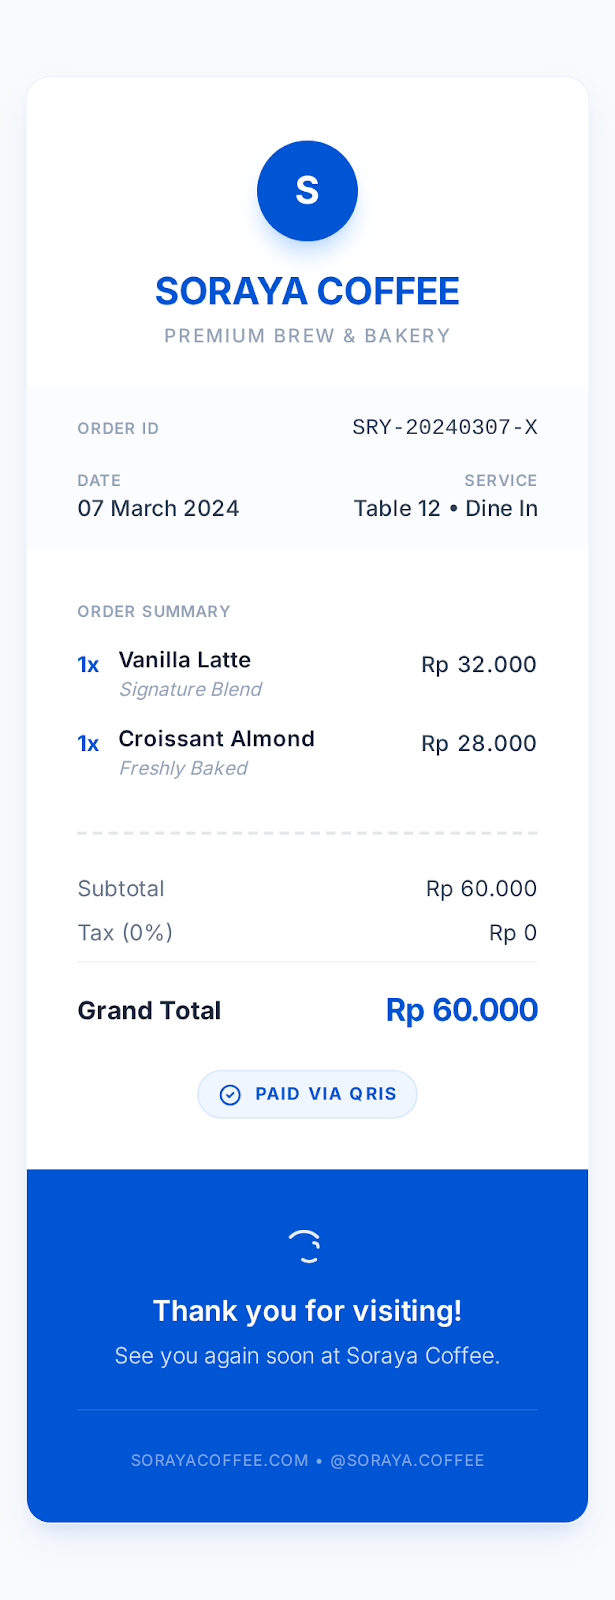 S
SORAYA COFFEE
PREMIUM BREW & BAKERY
ORDER ID SRY-20240307-X
DATE SERVICE
07 March 2024 Table 12 • Dine In
ORDER SUMMARY
1x Vanilla Latte Rp 32.000
Signature Blend
1x Croissant Almond Rp 28.000
Freshly Baked
Subtotal Rp 60.000
Tax (0%) Rp 0
Grand Total Rp 60.000
PAID VIA QRIS
Thank you for visiting!
See you again soon at Soraya Coffee.
SORAYACOFFEE.COM • @SORAYA.COFFEE